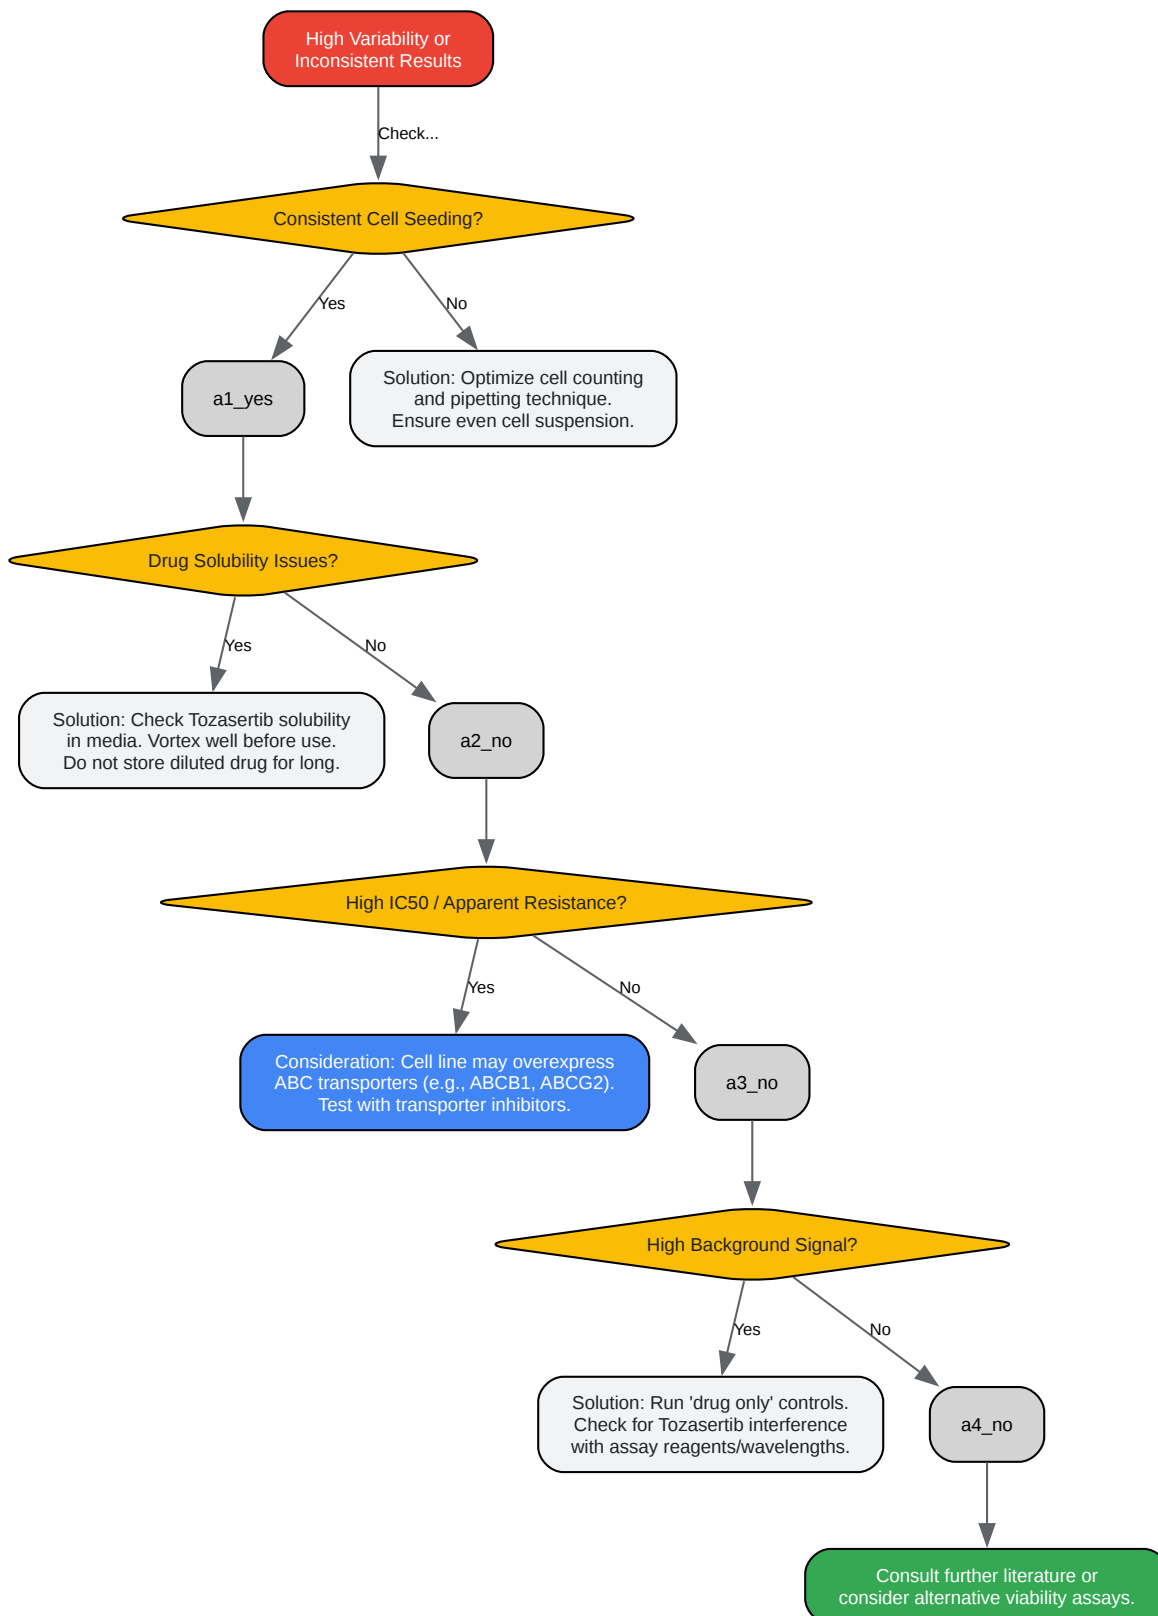 High Variability or
Inconsistent Results
Check...
Consistent Cell Seeding?
Yes
No
a1_yes
Solution: Optimize cell counting
and pipetting technique.
Ensure even cell suspension.
Drug Solubility Issues?
Yes
No
Solution: Check Tozasertib solubility
in media. Vortex well before use.
Do not store diluted drug for long.
a2_no
High IC50 / Apparent Resistance?
Yes
No
Consideration: Cell line may overexpress
ABC transporters (e.g., ABCB1, ABCG2).
Test with transporter inhibitors.
a3_no
High Background Signal?
Yes
No
Solution: Run 'drug only' controls.
Check for Tozasertib interference
with assay reagents/wavelengths.
a4_no
Consult further literature or
consider alternative viability assays.